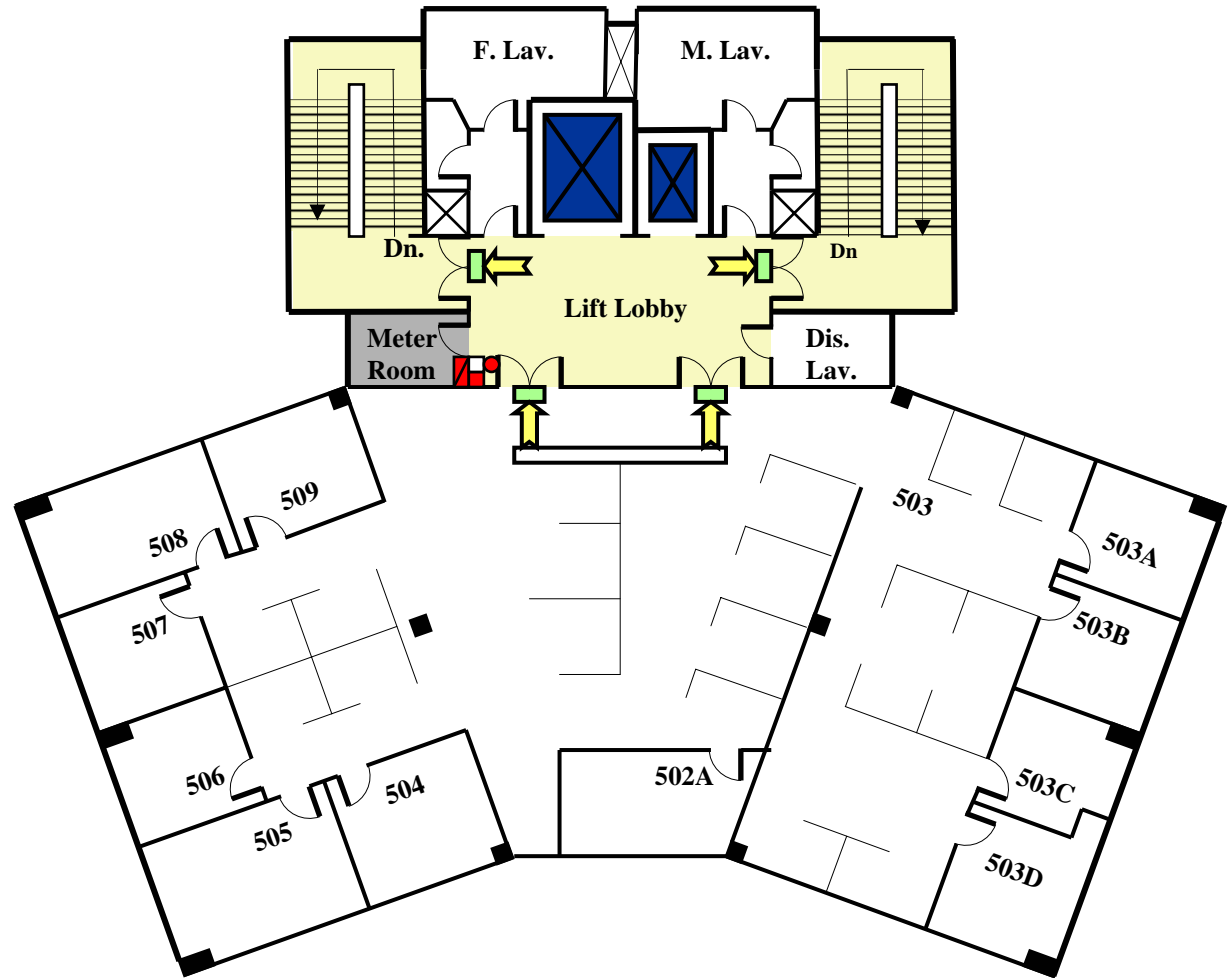 F. Lav.
M. Lav.
Dn.
Dn
Lift Lobby
Meter
Room
Dis.
Lav.
509
508
507
506
505
504
502A
503
503A
503B
503C
503D